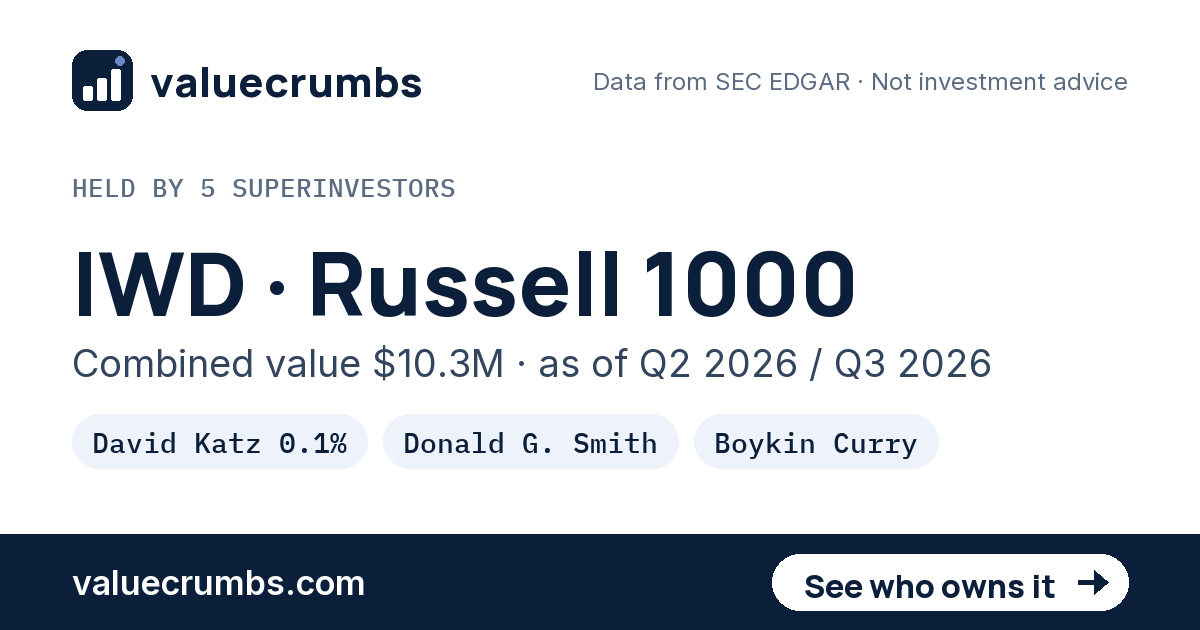 valuecrumbs
Data from SEC EDGAR · Not investment advice
HELD BY 5 SUPERINVESTORS
IWD · Russell 1000
Combined value $10.3M · as of Q2 2026 / Q3 2026
David Katz 0.1%
Donald G. Smith
Boykin Curry
valuecrumbs.com
See who owns it